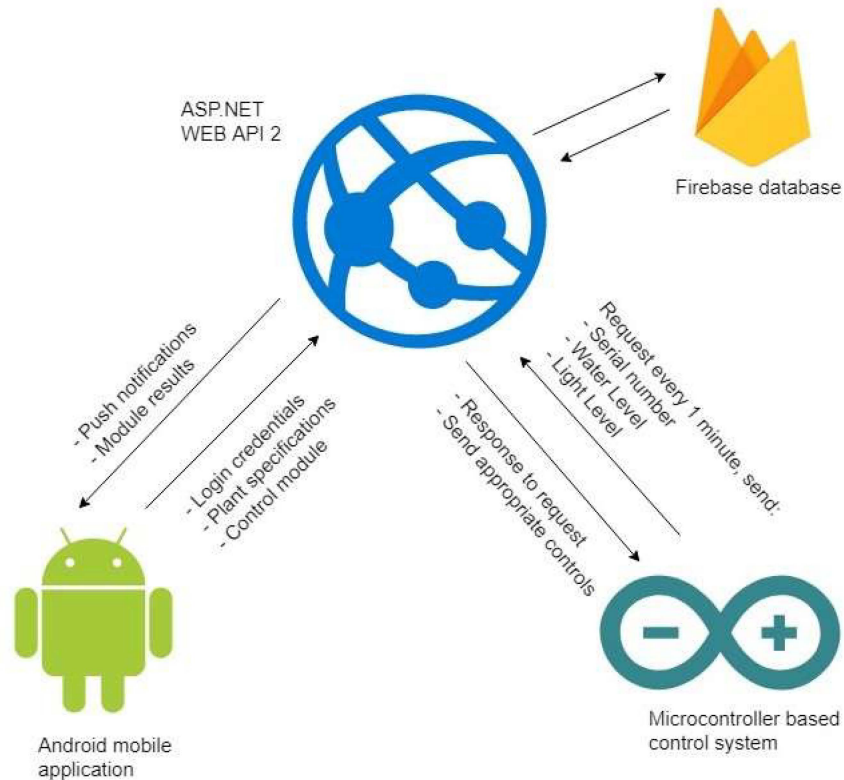 ASP.NET
WEB API 2
Firebase database
- Push notifications
- Module results
- Login credentials
- Plant specifications
- Control module
- Response to request
- Send appropriate controls
Request every 1 minute, send:
- Serial number
- Water Level
- Light Level
Android mobile
application
Microcontroller based
control system